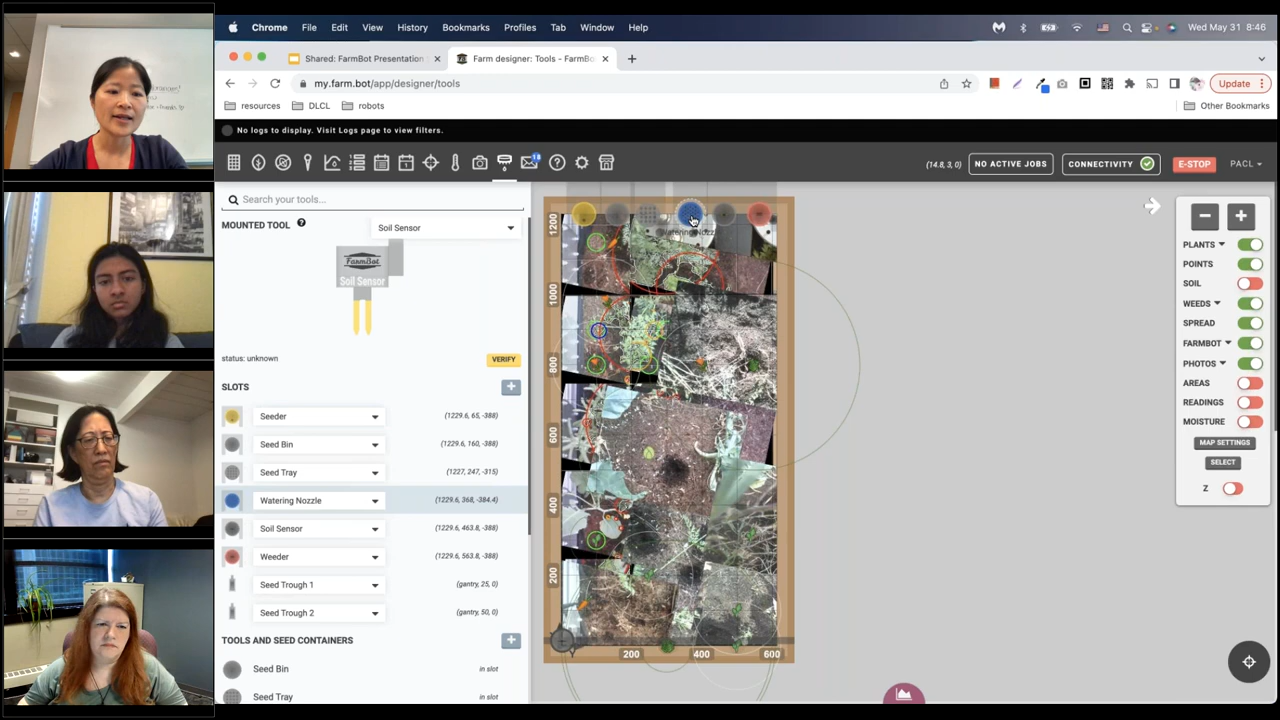 Chrome File Edit View History Bookmarks Profiles Tab Window Help
Wed May 31 8:46
Shared: FarmBot Presentation
Farm designer: Tools - FarmBo
my.farm.bot/app/designer/tools
Update
resources DLCL robots
Other Bookmarks
No logs to display. Visit Logs page to view filters.
18
(14.8, 3, 0)
NO ACTIVE JOBS
CONNECTIVITY
E-STOP
PACL
Search your tools...
MOUNTED TOOL
Soil Sensor
FarmBot
Soil Sensor
status: unknown
VERIFY
SLOTS
Seeder (1229.6, 65, -388)
Seed Bin (1229.6, 160, -388)
Seed Tray (1227, 247, -315)
Watering Nozzle (1229.6, 368, -384.4)
Soil Sensor (1229.6, 463.8, -388)
Weeder (1229.6, 563.8, -388)
Seed Trough 1 (gantry, 25, 0)
Seed Trough 2 (gantry, 50, 0)
TOOLS AND SEED CONTAINERS
Seed Bin in slot
Seed Tray in slot
Watering Nozzle
1200
1000
800
600
400
200
200 400 600
PLANTS
POINTS
SOIL
WEEDS
SPREAD
FARMBOT
PHOTOS
AREAS
READINGS
MOISTURE
MAP SETTINGS
SELECT
Z